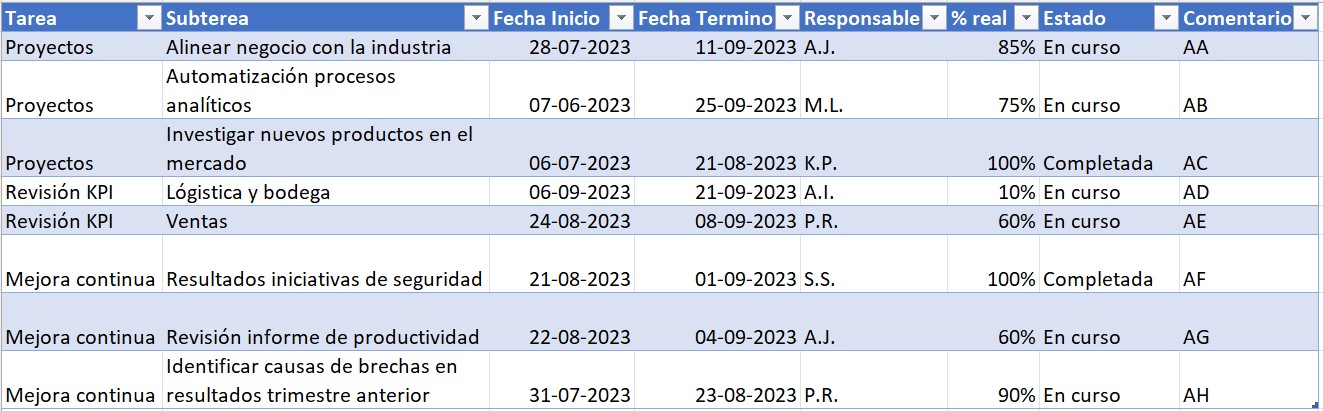 Tarea Subterea Fecha Inicio Fecha Termino Responsable % real Estado Comentario
Proyectos Alinear negocio con la industria 28-07-2023 11-09-2023 A.J. 85% En curso AA
Automatización procesos
Proyectos analíticos 07-06-2023 25-09-2023 M.L. 75% En curso AB
Investigar nuevos productos en el
Proyectos mercado 06-07-2023 21-08-2023 K.P. 100% Completada AC
Revisión KPI Lógistica y bodega 06-09-2023 21-09-2023 A.I. 10% En curso AD
Revisión KPI Ventas 24-08-2023 08-09-2023 P.R. 60% En curso AE
Mejora continua Resultados iniciativas de seguridad 21-08-2023 01-09-2023 S.S. 100% Completada AF
Mejora continua Revisión informe de productividad 22-08-2023 04-09-2023 A.J. 60% En curso AG
Identificar causas de brechas en
Mejora continua resultados trimestre anterior 31-07-2023 23-08-2023 P.R. 90% En curso AH